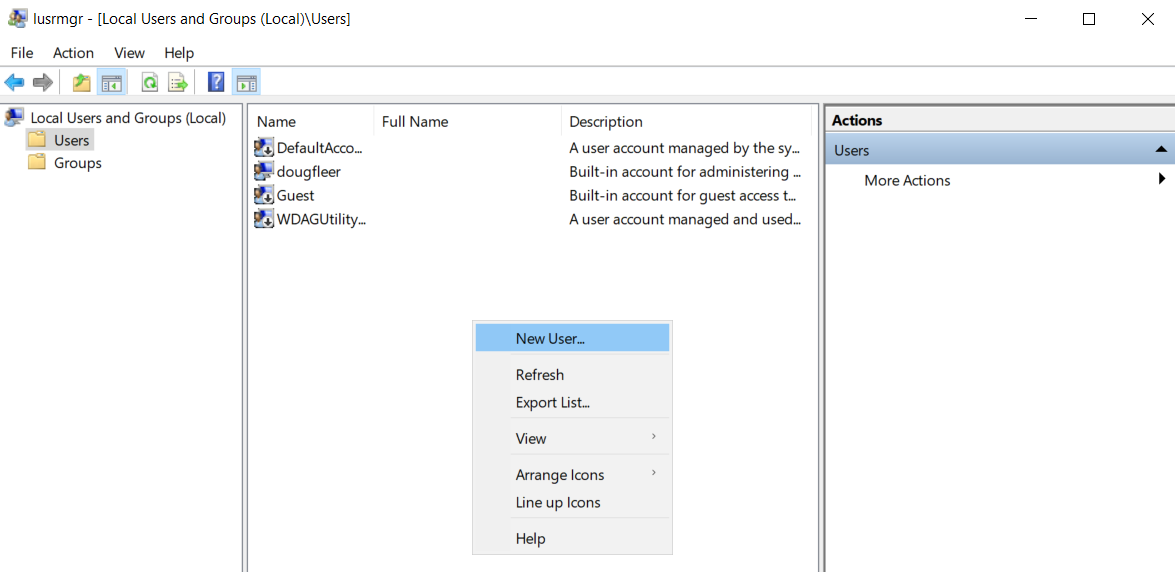 lusrmgr - [Local Users and Groups (Local)\Users]
File Action View Help
Local Users and Groups (Local)
Users
Groups
Name Full Name Description
DefaultAcco... A user account managed by the sy...
dougfleer Built-in account for administering ...
Guest Built-in account for guest access t...
WDAGUtility... A user account managed and used...
New User...
Refresh
Export List...
View
Arrange Icons
Line up Icons
Help
Actions
Users
More Actions